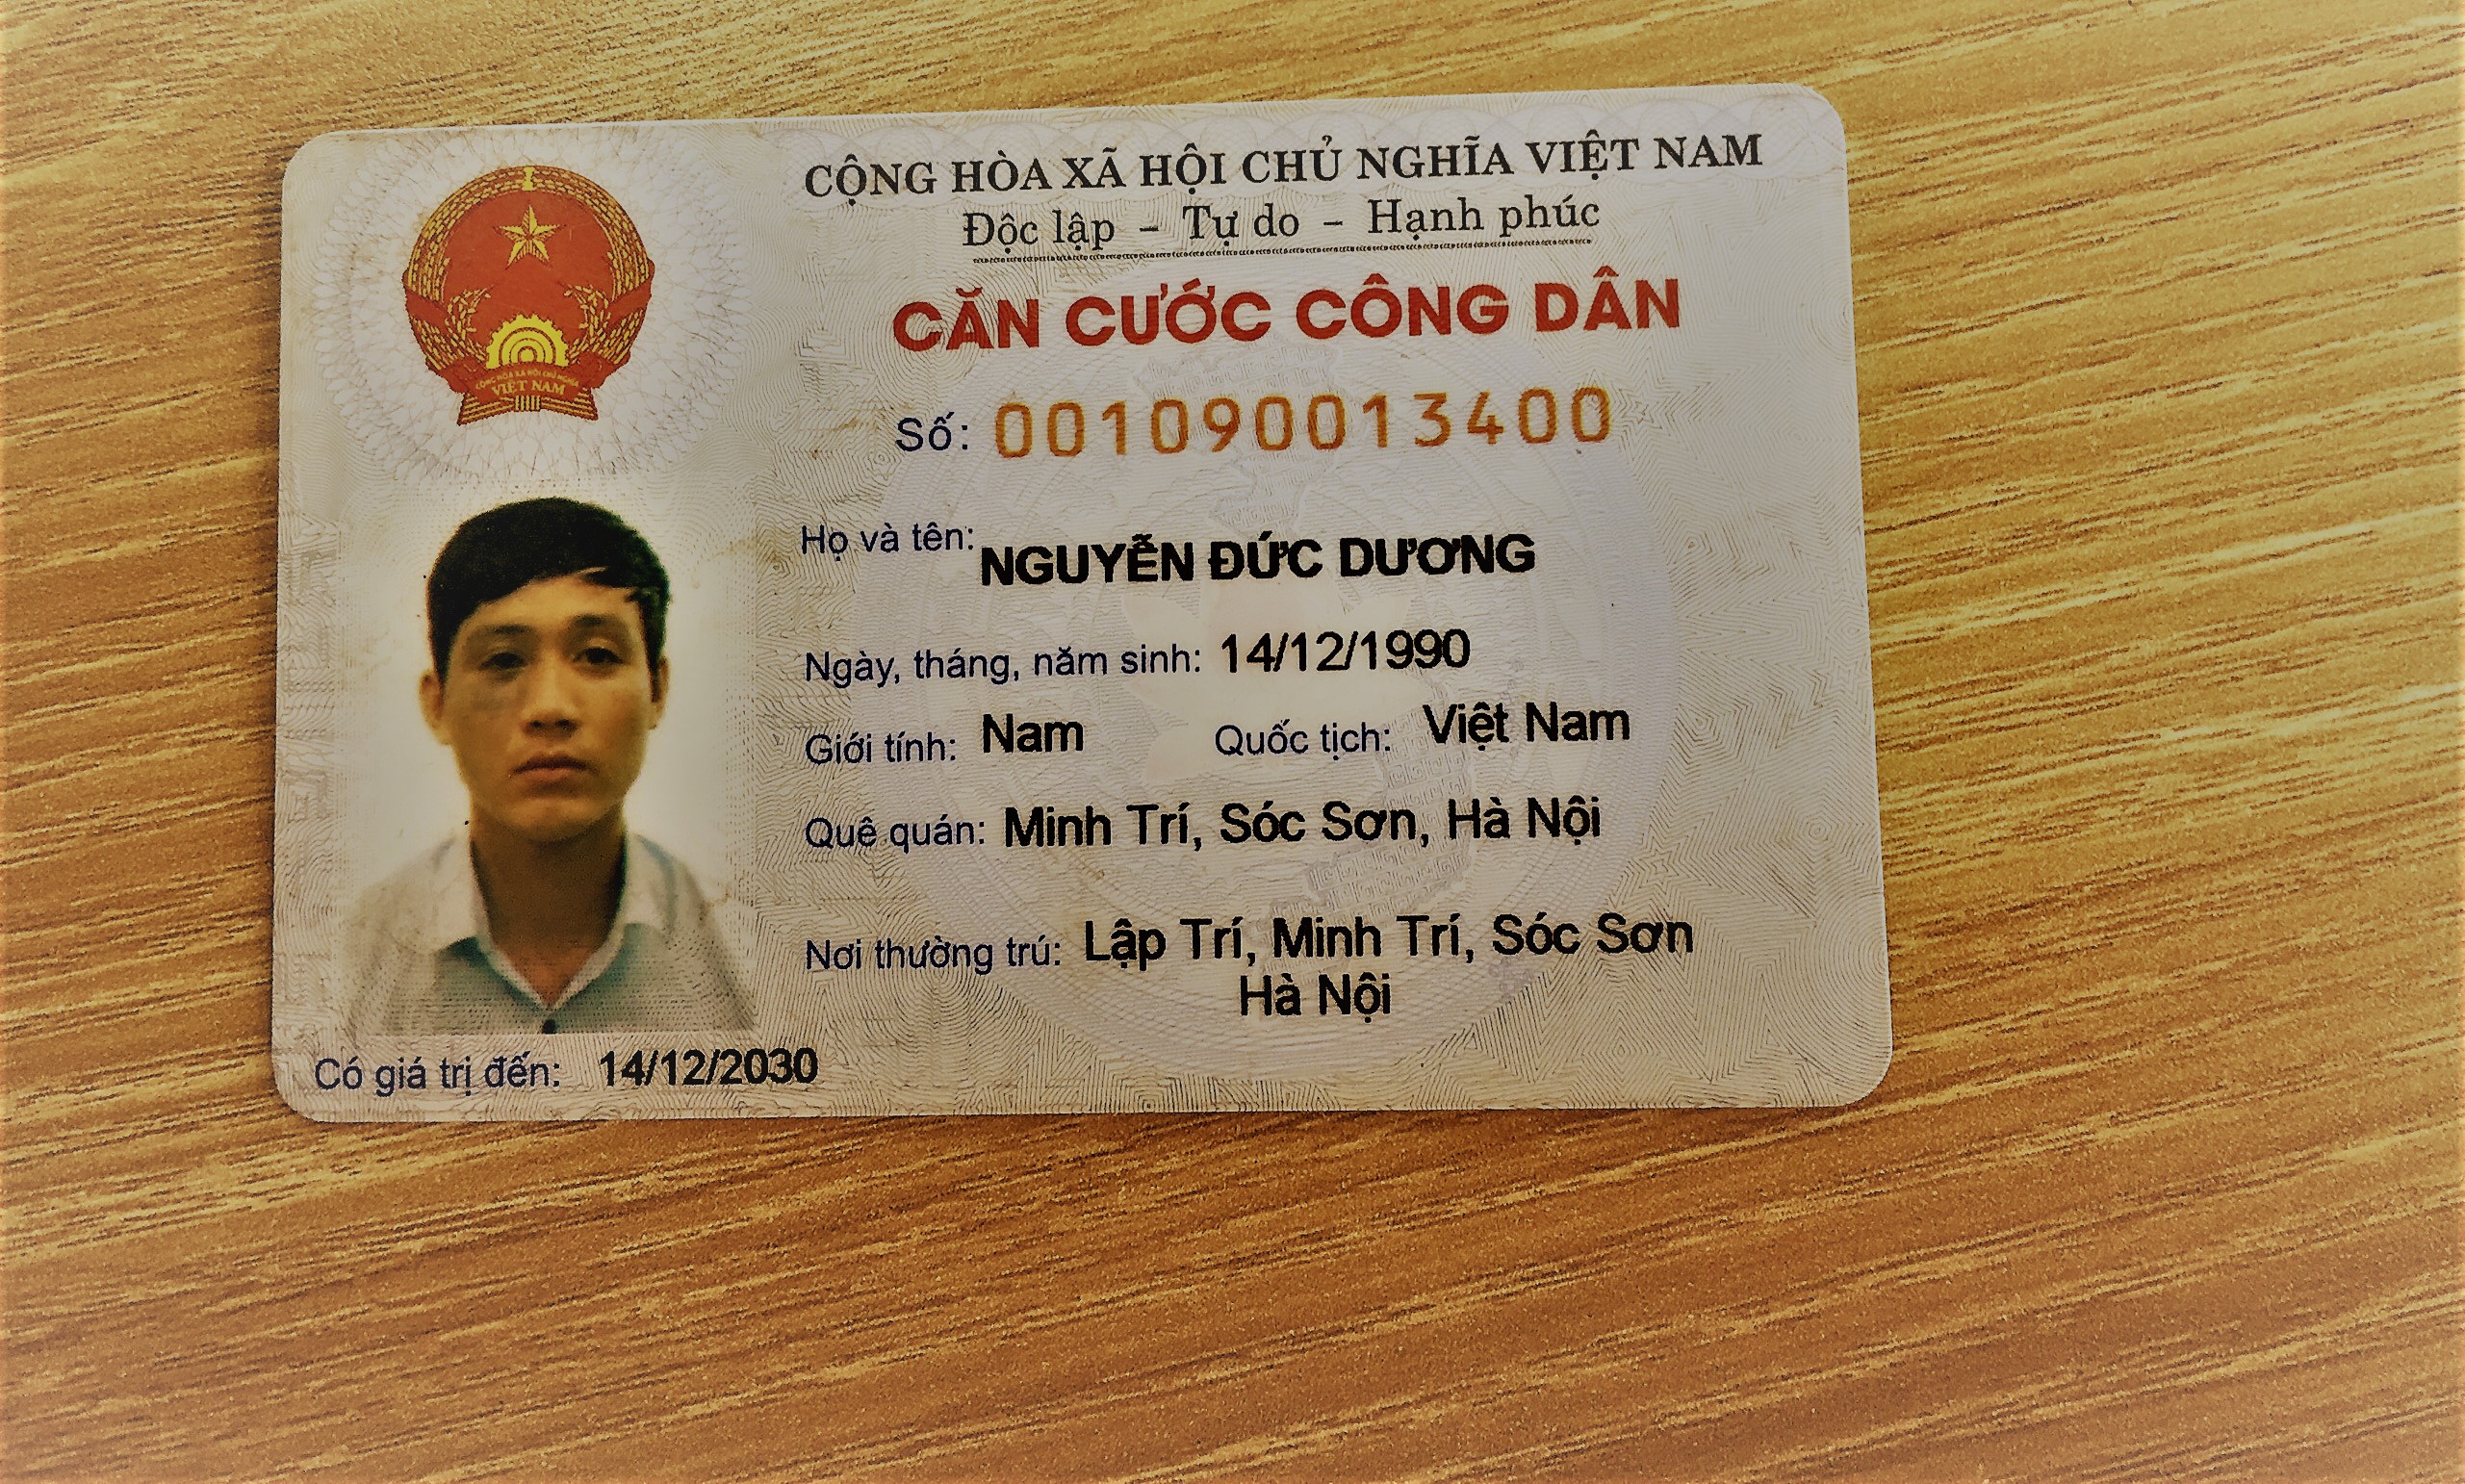 CỘNG HÒA XÃ HỘI CHỦ NGHĨA VIỆT NAM
Độc lập - Tự do - Hạnh phúc
CĂN CƯỚC CÔNG DÂN
Số: 001090013400
Họ và tên: NGUYỄN ĐỨC DƯƠNG
Ngày, tháng, năm sinh: 14/12/1990
Giới tính: Nam Quốc tịch: Việt Nam
Quê quán: Minh Trí, Sóc Sơn, Hà Nội
Nơi thường trú: Lập Trí, Minh Trí, Sóc Sơn
Hà Nội
CỘNG HÒA XÃ HỘI CHỦ NGHĨA
VIỆT NAM
Có giá trị đến: 14/12/2030